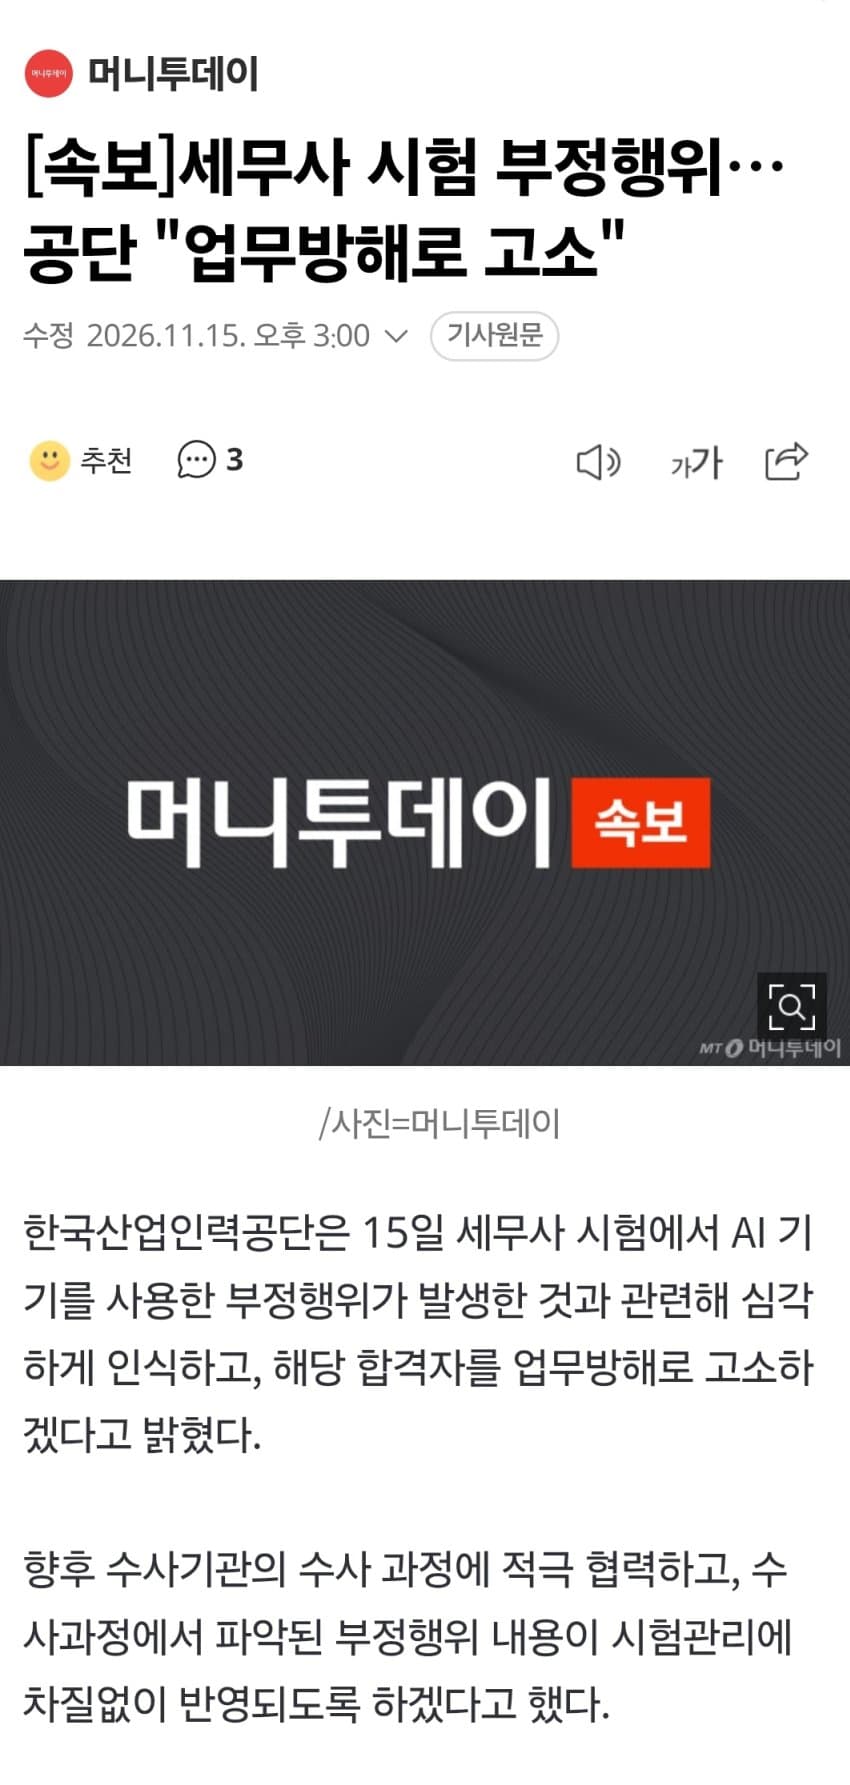 머니투데이
머니투데이
[속보]세무사 시험 부정행위…
공단 "업무방해로 고소"
수정 2026.11.15. 오후 3:00
기사원문
추천
3
가가
머니투데이 속보
MT 머니투데이
/사진=머니투데이
한국산업인력공단은 15일 세무사 시험에서 AI 기
기를 사용한 부정행위가 발생한 것과 관련해 심각
하게 인식하고, 해당 합격자를 업무방해로 고소하
겠다고 밝혔다.
향후 수사기관의 수사 과정에 적극 협력하고, 수
사과정에서 파악된 부정행위 내용이 시험관리에
차질없이 반영되도록 하겠다고 했다.